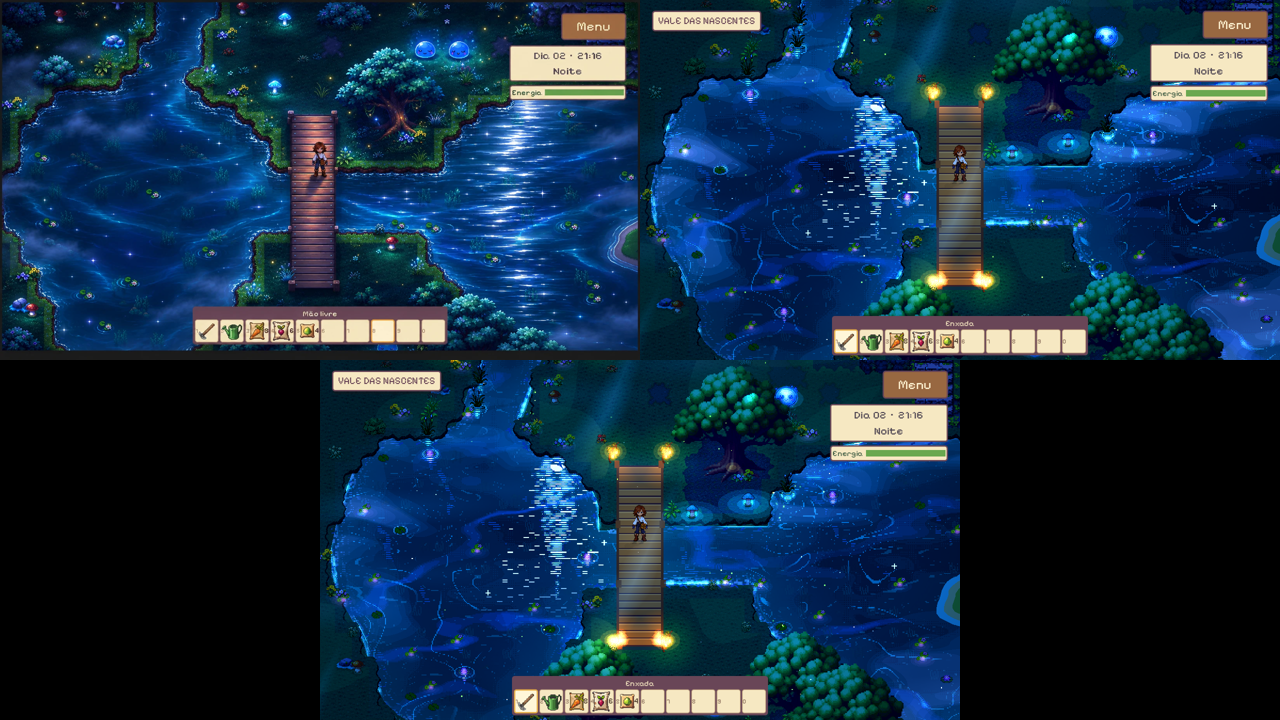 Menu
Dia 02 · 21:16
Noite
Energia
Mão livre
VALE DAS NASCENTES
Menu
Dia 02 · 21:16
Noite
Energia
Enxada
VALE DAS NASCENTES
Menu
Dia 02 · 21:16
Noite
Energia
Enxada